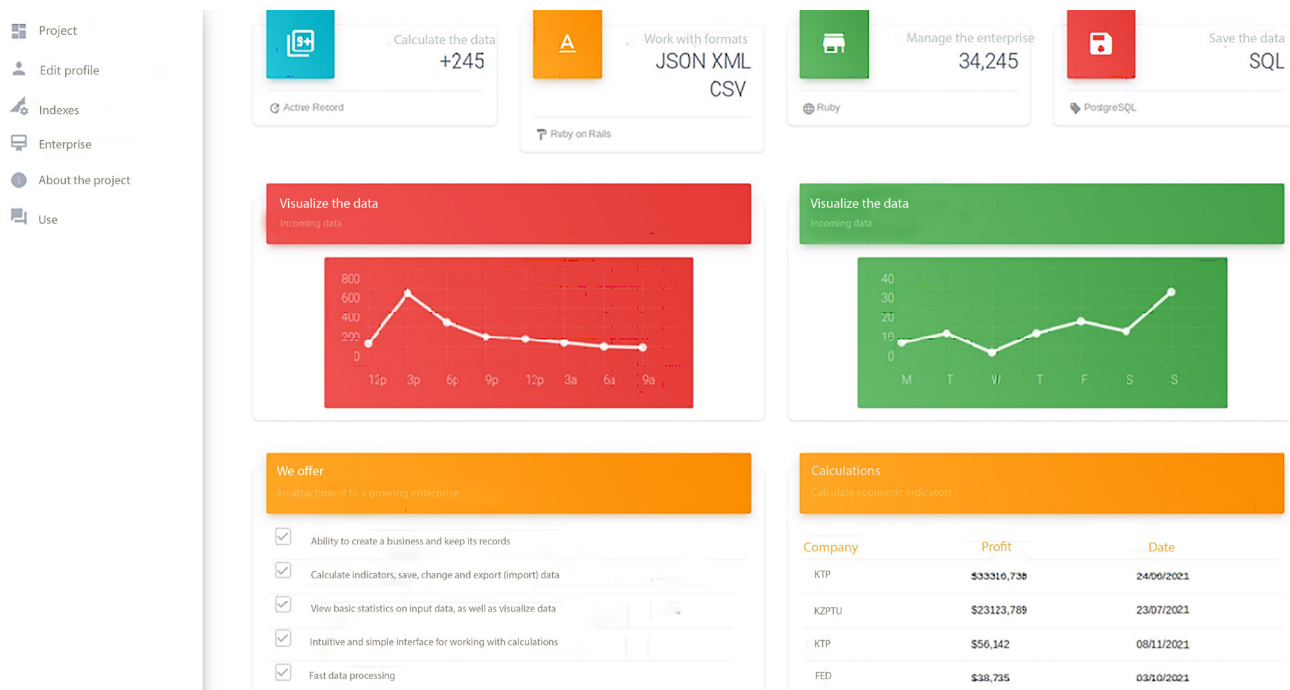 Project
Edit profile
Indexes
Enterprise
About the project
Use
Calculate the data
+245
Active Record
A
Work with formats
JSON XML
CSV
Ruby on Rails
Manage the enterprise
34,245
Ruby
Save the data
SQL
PostgreSQL
9+
Visualize the data
Incoming data
800
600
400
200
0
12p 3p 6p 9p 12p 3a 6a 9a
Visualize the data
Incoming data
40
30
20
10
0
M T W T F S S
We offer
An attachment to a growing enterprise
Ability to create a business and keep its records
Calculate indicators, save, change and export (import) data
View basic statistics on input data, as well as visualize data
Intuitive and simple interface for working with calculations
Fast data processing
Calculations
Calculate economic indicators
Company Profit Date
KTP $33316,738 24/06/2021
KZPTU $23123,789 23/07/2021
KTP $56,142 08/11/2021
FED $38,735 03/10/2021